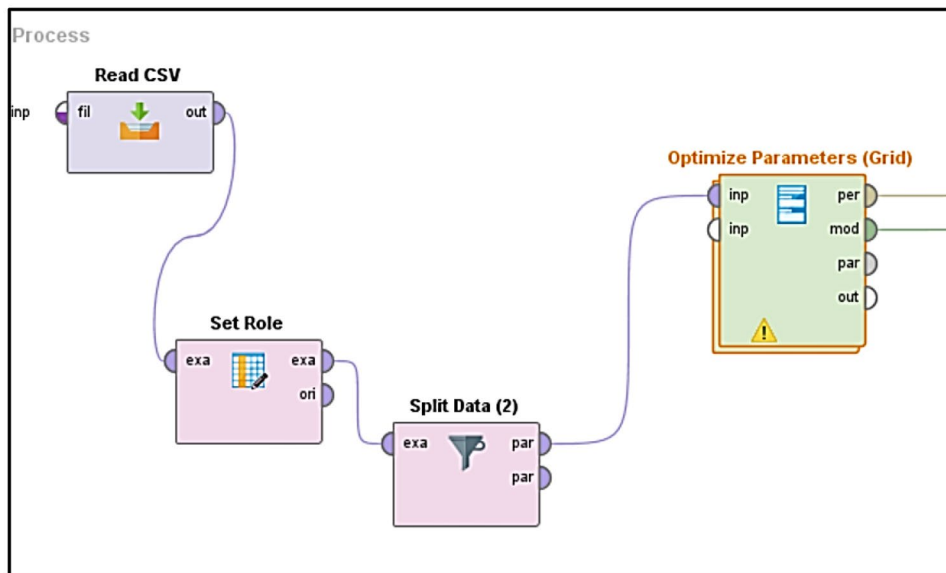 Process
Read CSV
inp
fil
out
Optimize Parameters (Grid)
inp
per
inp
mod
par
out
Set Role
exa
exa
ori
Split Data (2)
exa
par
par